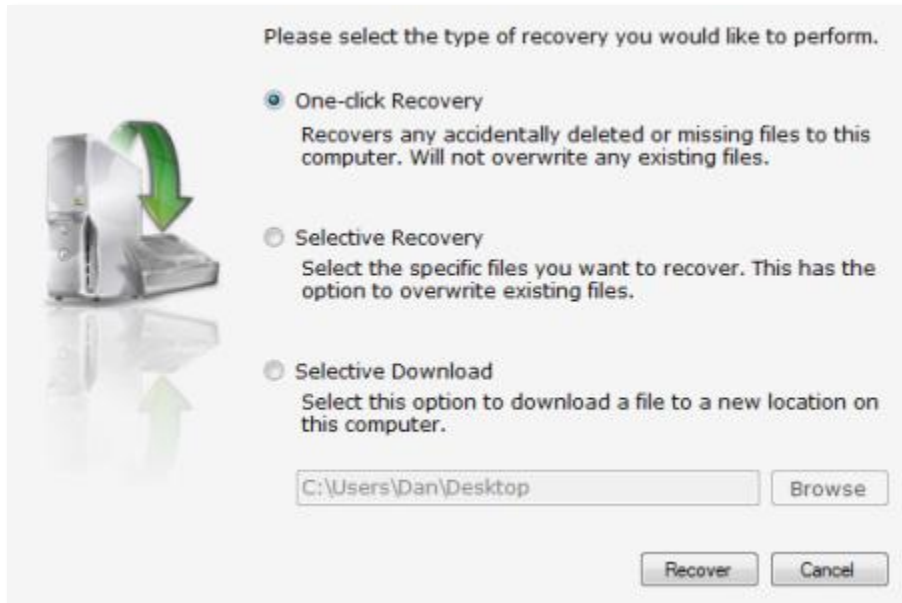 Please select the type of recovery you would like to perform.
One-click Recovery
Recovers any accidentally deleted or missing files to this
computer. Will not overwrite any existing files.
Selective Recovery
Select the specific files you want to recover. This has the
option to overwrite existing files.
Selective Download
Select this option to download a file to a new location on
this computer.
C:\Users\Dan\Desktop
Browse
Recover
Cancel